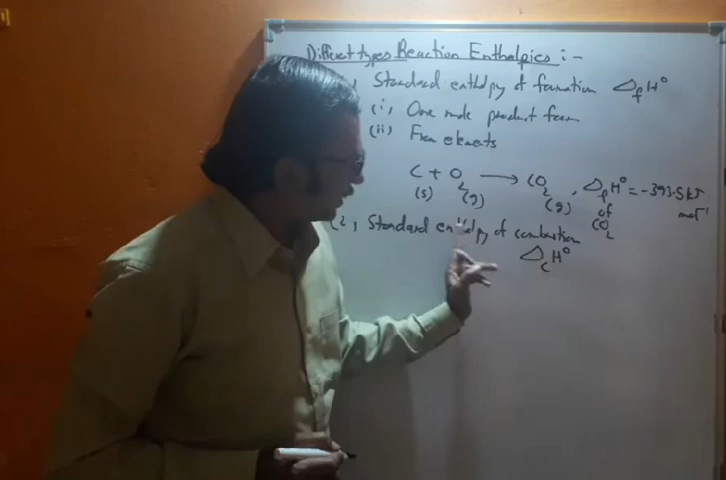 Different types Reaction Enthalpies :-
Standard enthalpy of formation ΔfH°
(i) One mole product form
(ii) From elements
C + O2 ⟶ CO2, ΔfH° = -393.5 kJ
(s) (g) (g) of mol⁻¹
CO2
(2) Standard enthalpy of combustion
ΔcH°